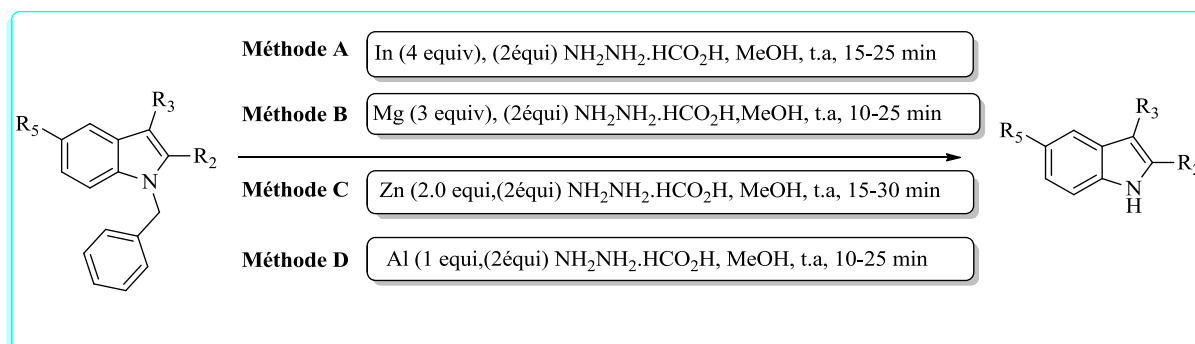 Méthode A In (4 equiv), (2équi) NH2NH2.HCO2H, MeOH, t.a, 15-25 min
Méthode B Mg (3 equiv), (2équi) NH2NH2.HCO2H,MeOH, t.a, 10-25 min
R3
R5
R2
N
R3
R5
R2
N
H
Méthode C Zn (2.0 equi,(2équi) NH2NH2.HCO2H, MeOH, t.a, 15-30 min
Méthode D Al (1 equi,(2équi) NH2NH2.HCO2H, MeOH, t.a, 10-25 min